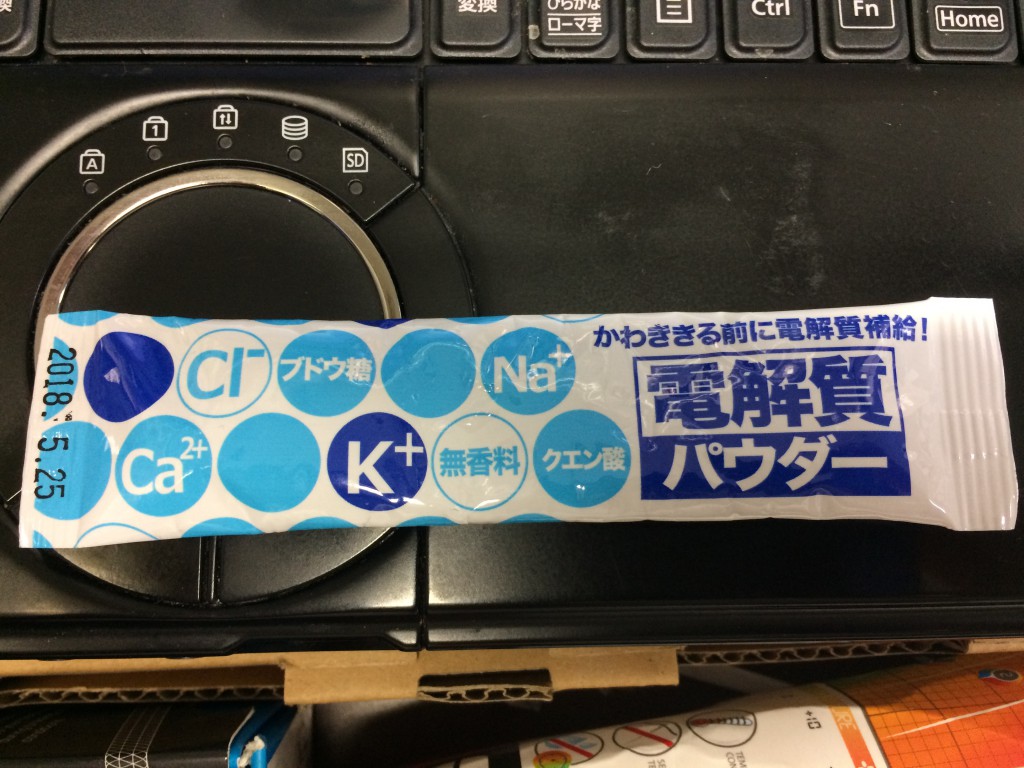 変換
ひらがな
ローマ字
Ctrl
Fn
Home
A
1
SD
かわききる前に電解質補給!
電解質
パウダー
Cl⁻
ブドウ糖
Na⁺
Ca²⁺
K⁺
無香料
クエン酸
2018. 5.25
+10